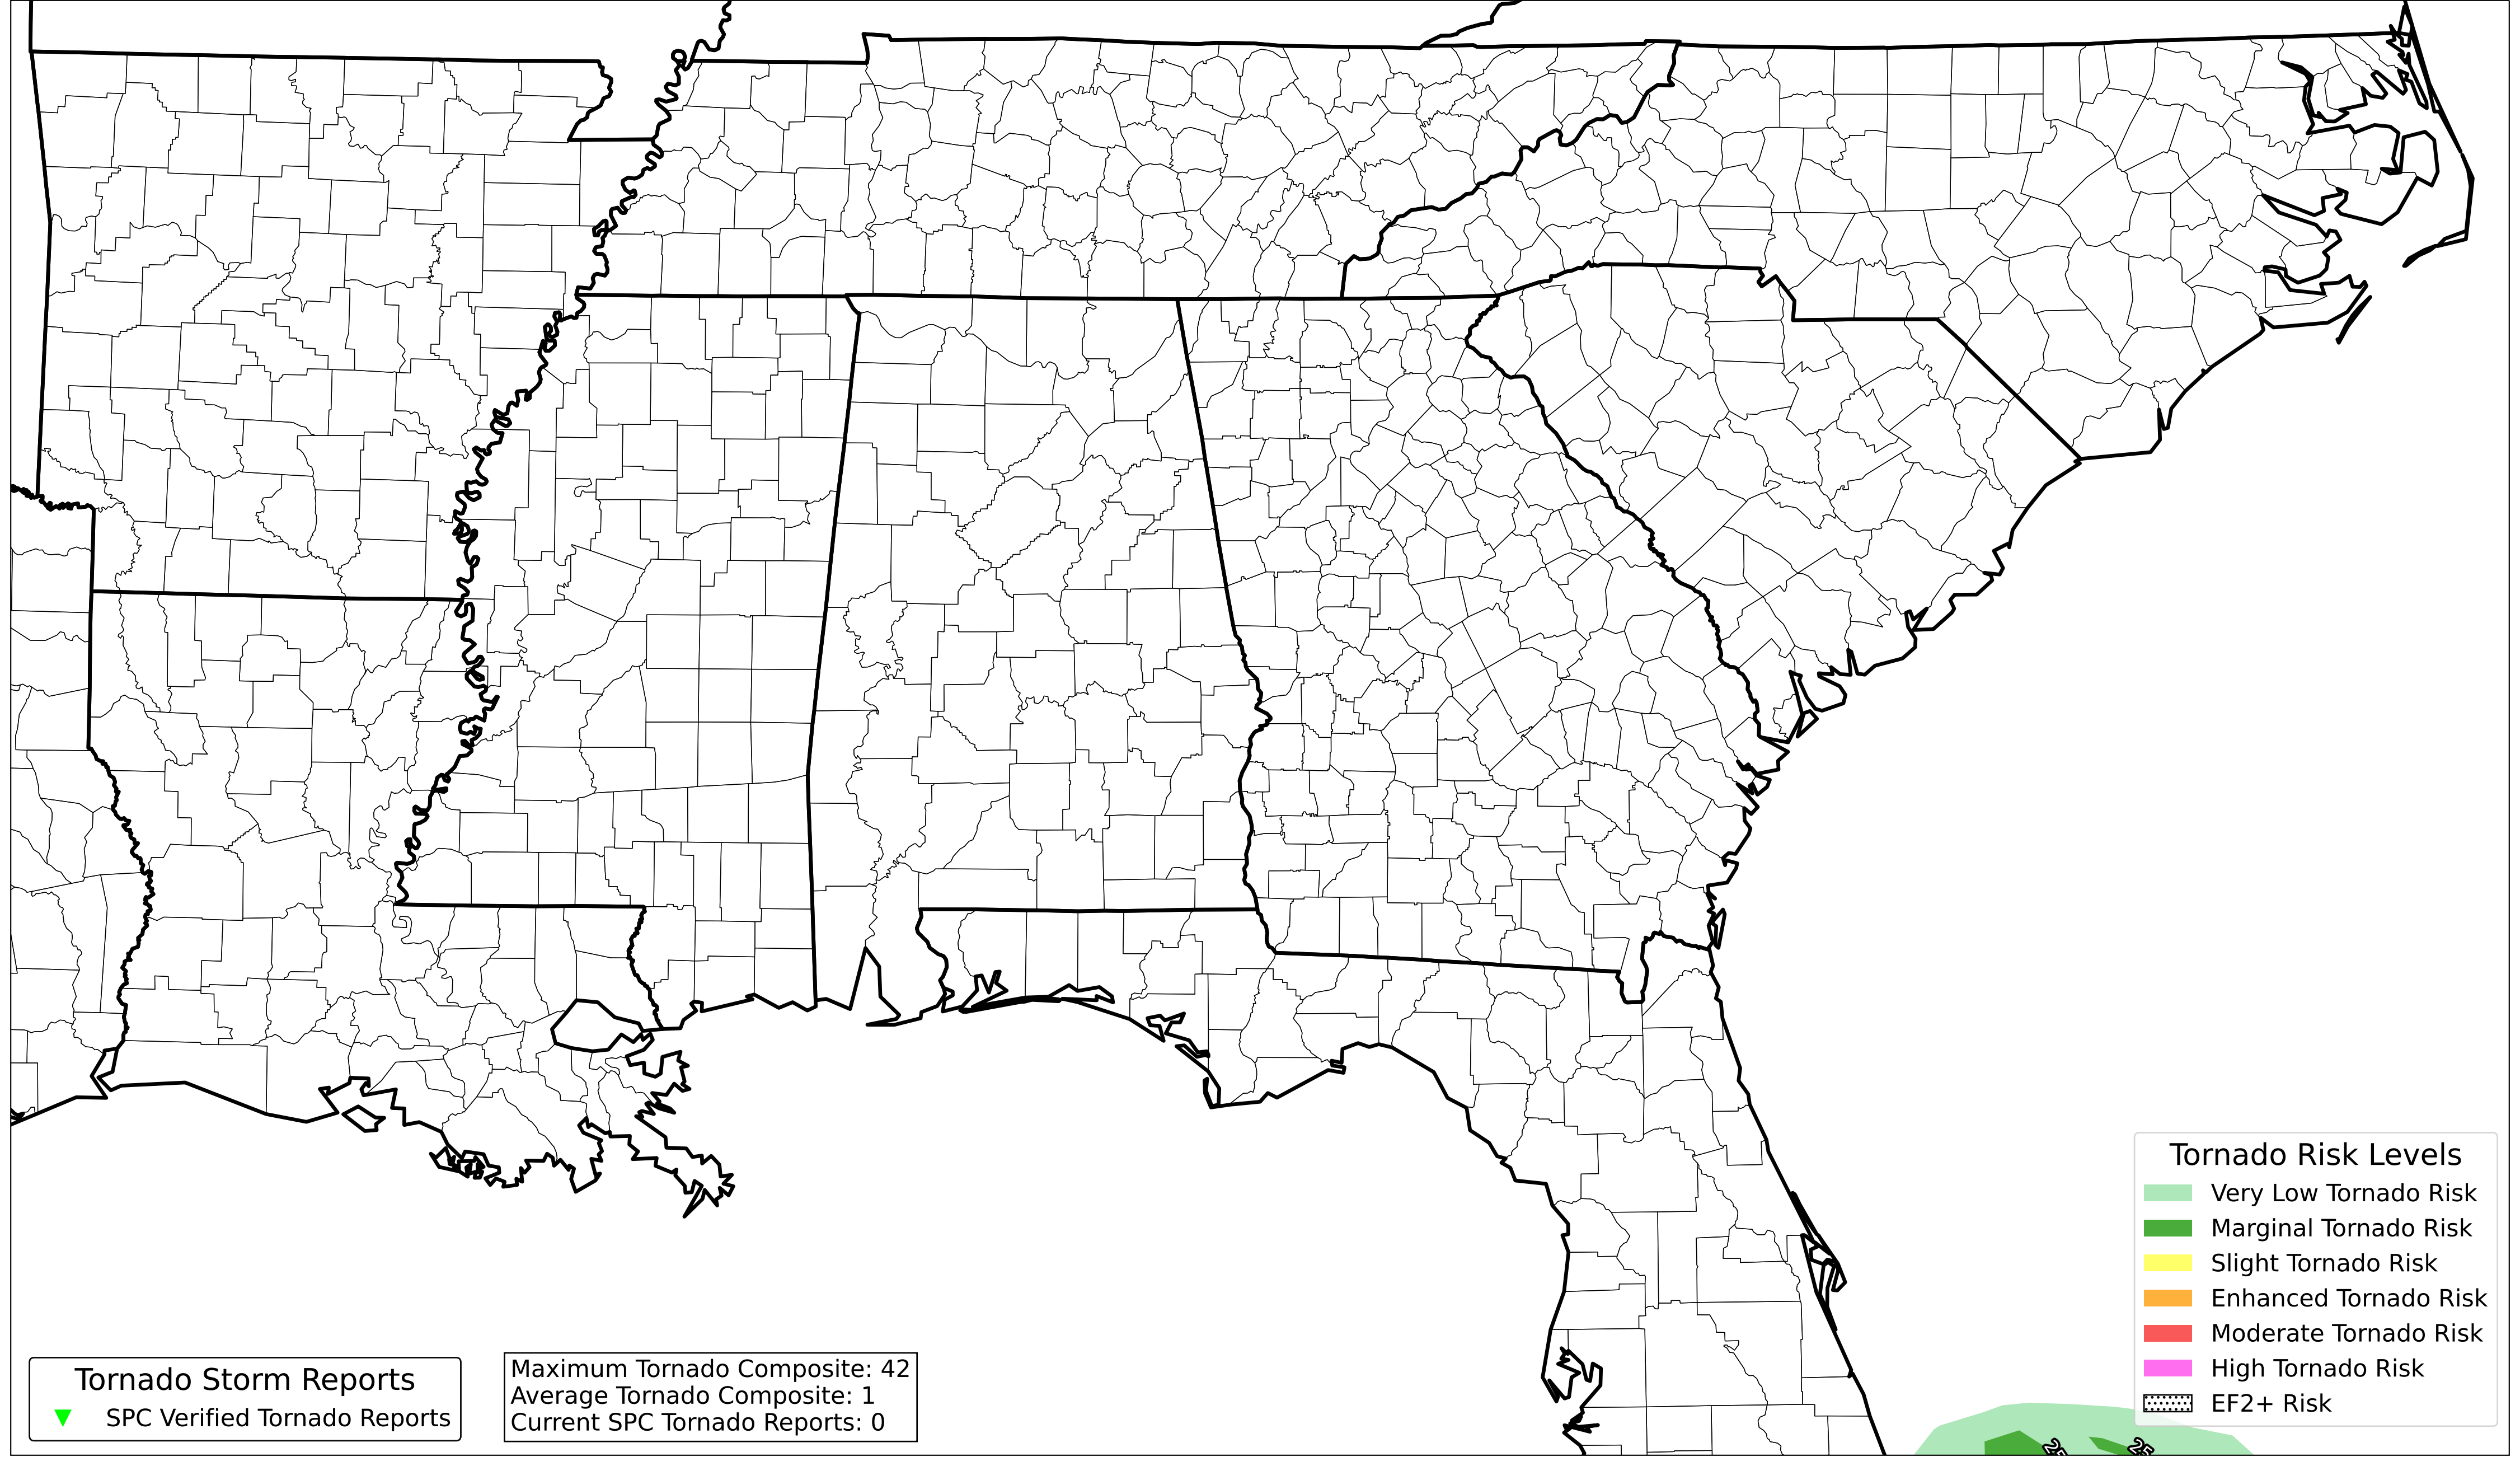 Tornado Risk Levels
Very Low Tornado Risk
Marginal Tornado Risk
Slight Tornado Risk
Enhanced Tornado Risk
Moderate Tornado Risk
High Tornado Risk
EF2+ Risk
Tornado Storm Reports
SPC Verified Tornado Reports
Maximum Tornado Composite: 42
Average Tornado Composite: 1
Current SPC Tornado Reports: 0